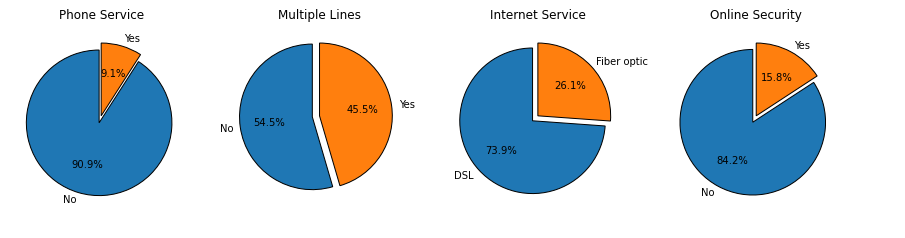 Phone Service
Yes
9.1%
90.9%
No
Multiple Lines
No
54.5%
45.5%
Yes
Internet Service
Fiber optic
26.1%
73.9%
DSL
Online Security
Yes
15.8%
84.2%
No